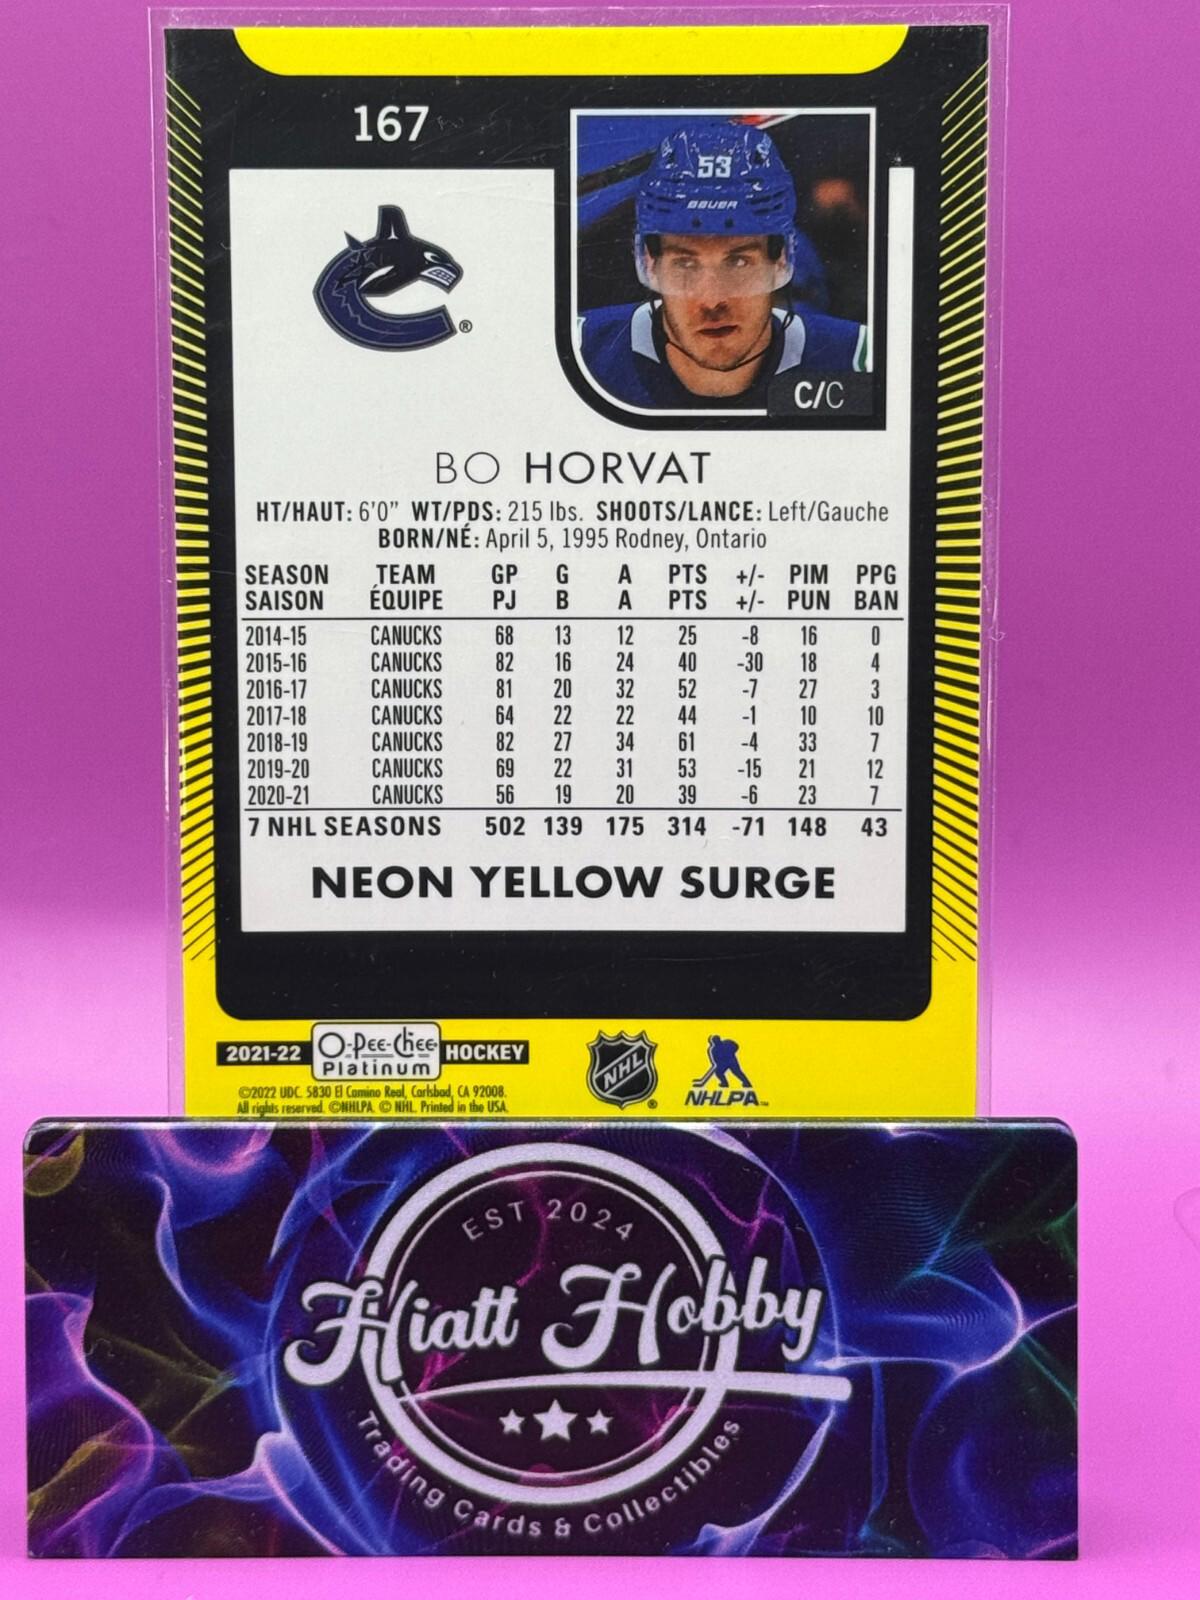 167
53
BAUER
®
C/C
BO HORVAT
HT/HAUT: 6'0" WT/PDS: 215 lbs. SHOOTS/LANCE: Left/Gauche
BORN/NÉ: April 5, 1995 Rodney, Ontario
SEASON TEAM GP G A PTS +/- PIM PPG
SAISON ÉQUIPE PJ B A PTS +/- PUN BAN
2014-15 CANUCKS 68 13 12 25 -8 16 0
2015-16 CANUCKS 82 16 24 40 -30 18 4
2016-17 CANUCKS 81 20 32 52 -7 27 3
2017-18 CANUCKS 64 22 22 44 -1 10 10
2018-19 CANUCKS 82 27 34 61 -4 33 7
2019-20 CANUCKS 69 22 31 53 -15 21 12
2020-21 CANUCKS 56 19 20 39 -6 23 7
7 NHL SEASONS 502 139 175 314 -71 148 43
NEON YELLOW SURGE
2021-22 O-Pee-Chee Platinum HOCKEY
©2022 UDC. 5830 El Camino Real, Carlsbad, CA 92008.
All rights reserved. ©NHLPA. © NHL. Printed in the USA.
NHL ®
NHLPA™
EST 2024
Hiatt Hobby
Trading Cards & Collectibles